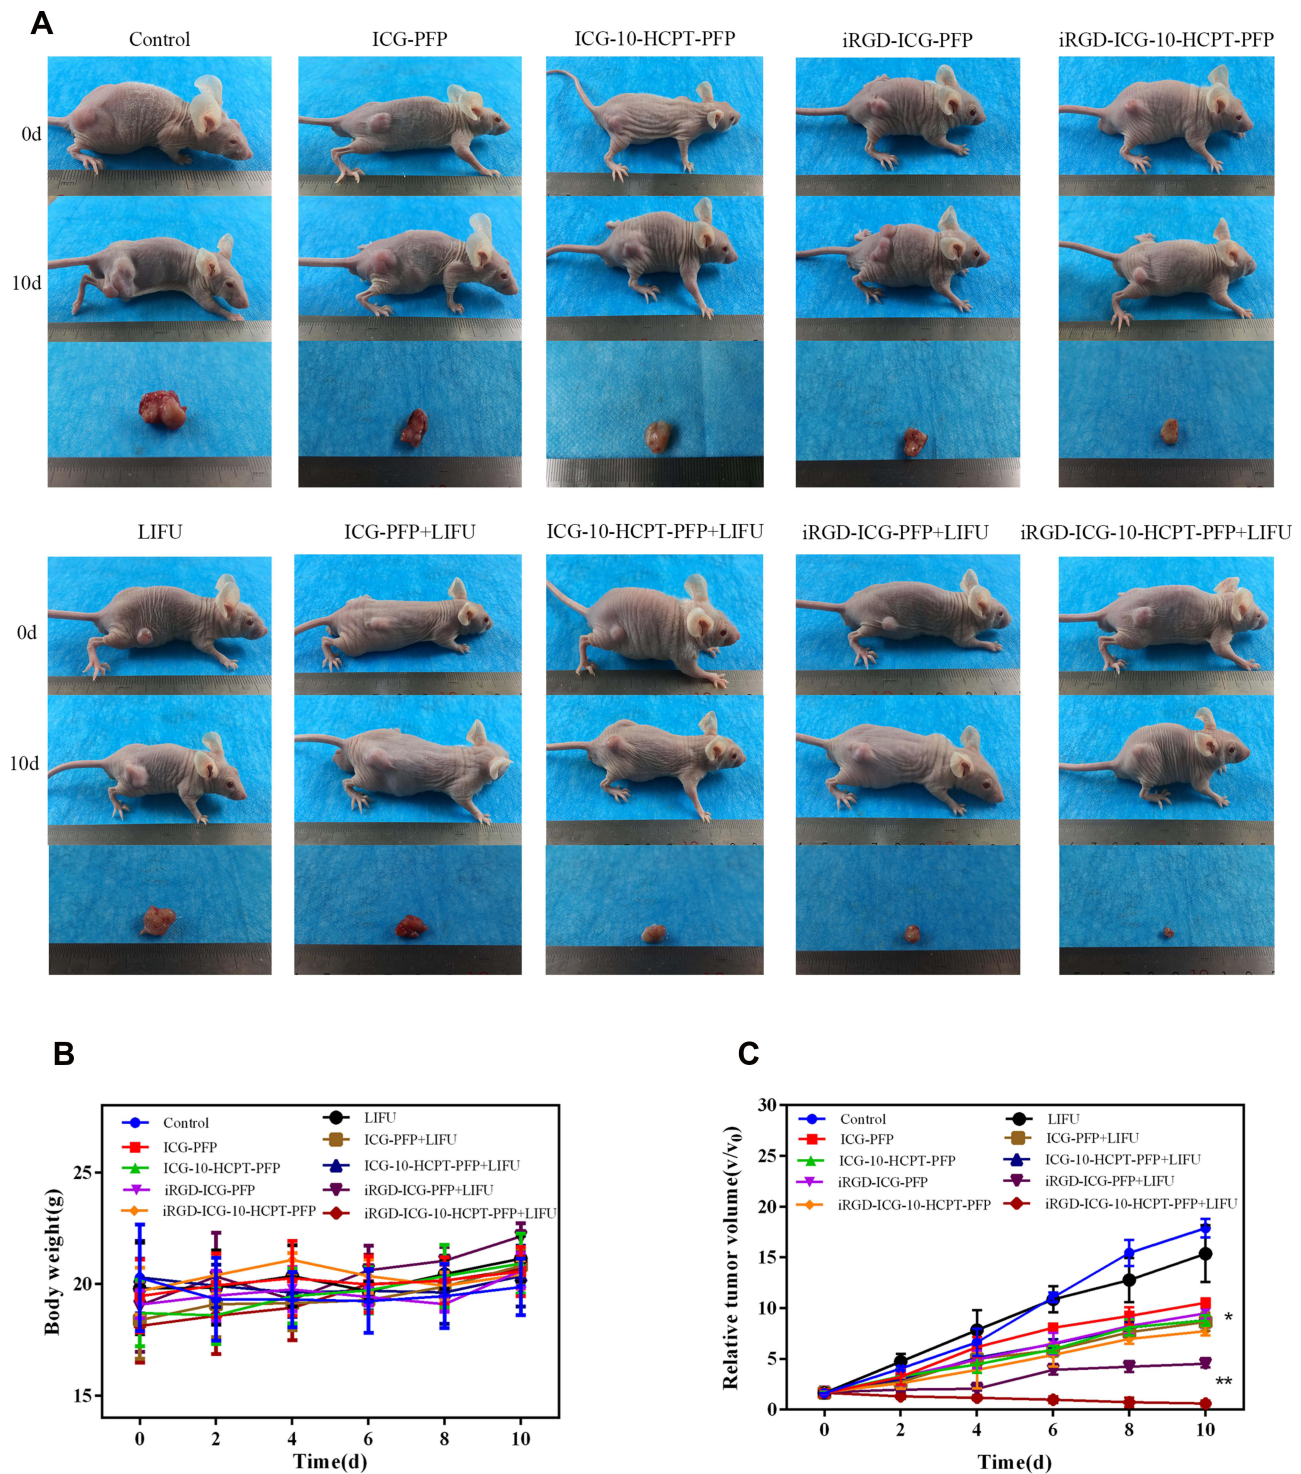 A
Control ICG-PFP ICG-10-HCPT-PFP iRGD-ICG-PFP iRGD-ICG-10-HCPT-PFP
0d
10d
LIFU ICG-PFP+LIFU ICG-10-HCPT-PFP+LIFU iRGD-ICG-PFP+LIFU iRGD-ICG-10-HCPT-PFP+LIFU
0d
10d
B
Body weight(g)
25
20
15
Control
ICG-PFP
ICG-10-HCPT-PFP
iRGD-ICG-PFP
iRGD-ICG-10-HCPT-PFP
LIFU
ICG-PFP+LIFU
ICG-10-HCPT-PFP+LIFU
iRGD-ICG-PFP+LIFU
iRGD-ICG-10-HCPT-PFP+LIFU
0 2 4 6 8 10
Time(d)
C
Relative tumor volume(v/v0)
30
25
20
15
10
5
0
Control
ICG-PFP
ICG-10-HCPT-PFP
iRGD-ICG-PFP
iRGD-ICG-10-HCPT-PFP
LIFU
ICG-PFP+LIFU
ICG-10-HCPT-PFP+LIFU
iRGD-ICG-PFP+LIFU
iRGD-ICG-10-HCPT-PFP+LIFU
*
**
0 2 4 6 8 10
Time(d)